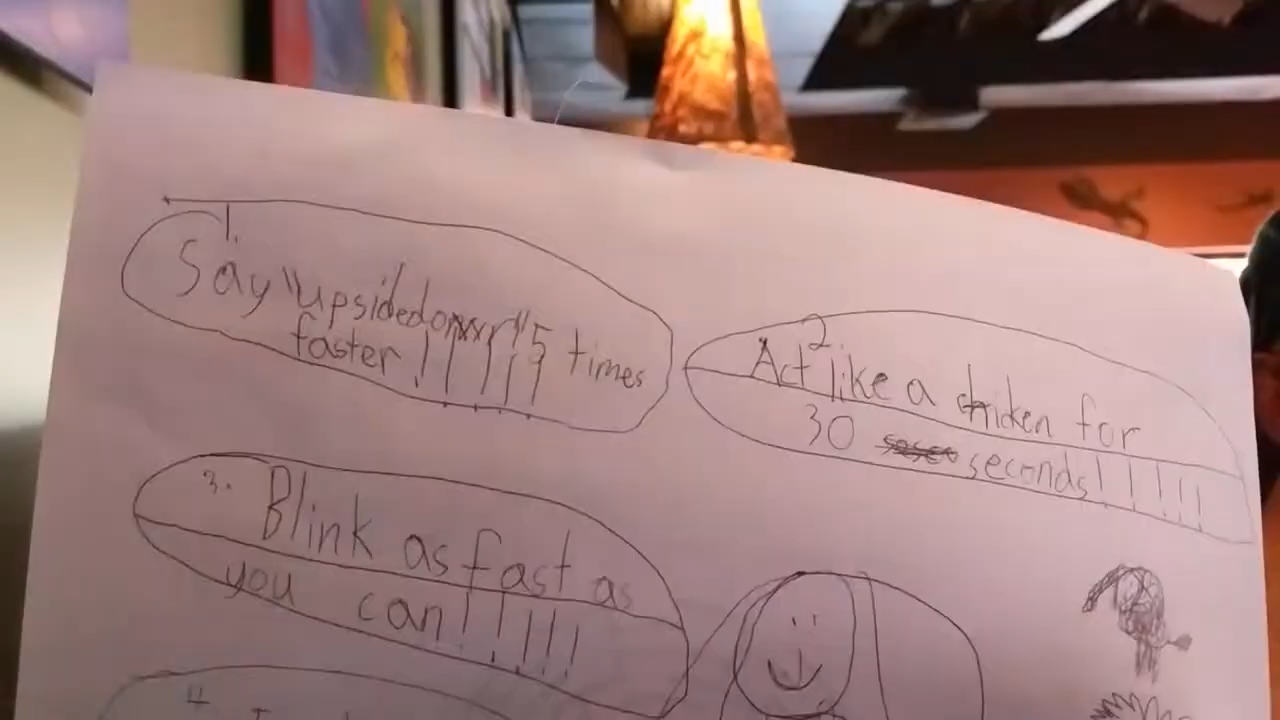 1.
Say "upsidedown" 5 times
faster!!!!!
2
Act like a chiken for
30 seconds!!!!!
3. Blink as fast as
you can!!!!!
4